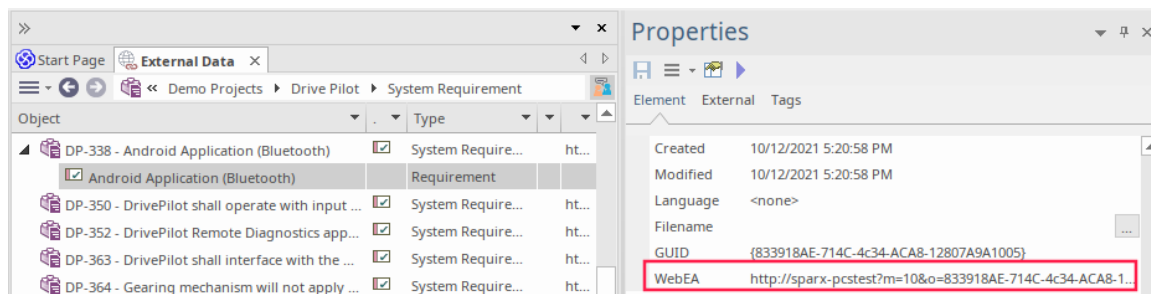 Start Page External Data
Demo Projects Drive Pilot System Requirement
Object . Type
DP-338 - Android Application (Bluetooth) System Require... ht...
Android Application (Bluetooth) Requirement
DP-350 - DrivePilot shall operate with input ... System Require... ht...
DP-352 - DrivePilot Remote Diagnostics app... System Require... ht...
DP-363 - DrivePilot shall interface with the ... System Require... ht...
DP-364 - Gearing mechanism will not apply ... System Require... ht...
Properties
Element External Tags
Created 10/12/2021 5:20:58 PM
Modified 10/12/2021 5:20:58 PM
Language <none>
Filename ...
GUID {833918AE-714C-4c34-ACA8-12807A9A1005}
WebEA http://sparx-pcstest?m=10&o=833918AE-714C-4c34-ACA8-1...